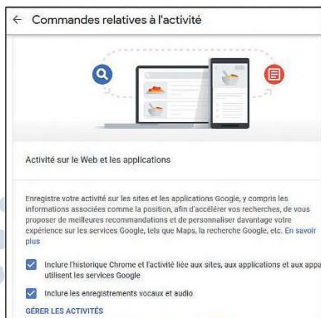 ← Commandes relatives à l'activité
Activité sur le Web et les applications
Enregistre votre activité sur les sites et les applications Google, y compris les
informations associées comme la position, afin d'accélérer vos recherches, de vous
proposer de meilleures recommandations et de personnaliser davantage votre
expérience sur les services Google, tels que Maps, la recherche Google, etc. En savoir
plus
Inclure l'historique Chrome et l'activité liée aux sites, aux applications et aux appa
utilisent les services Google
Inclure les enregistrements vocaux et audio
GÉRER LES ACTIVITÉS